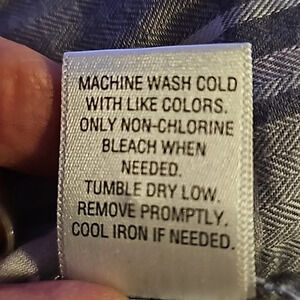 MACHINE WASH COLD
WITH LIKE COLORS.
ONLY NON-CHLORINE
BLEACH WHEN
NEEDED.
TUMBLE DRY LOW.
REMOVE PROMPTLY.
COOL IRON IF NEEDED.